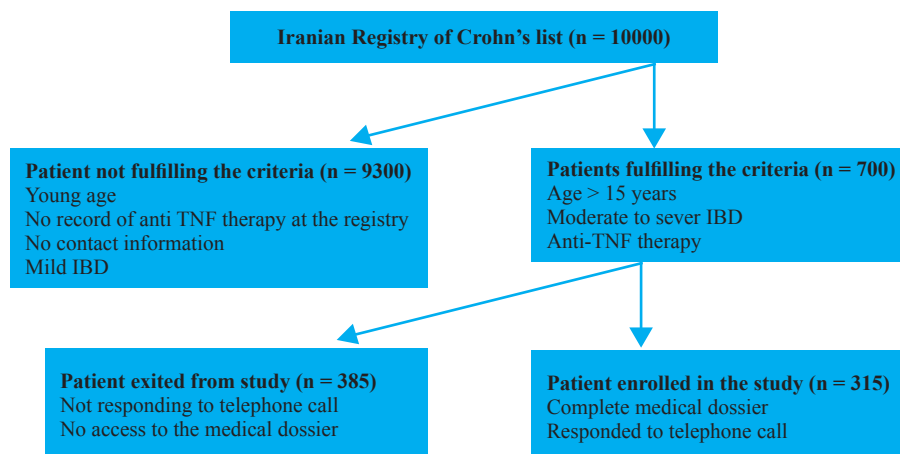 Iranian Registry of Crohn's list (n = 10000)
Patient not fulfilling the criteria (n = 9300)
Young age
No record of anti TNF therapy at the registry
No contact information
Mild IBD
Patients fulfilling the criteria (n = 700)
Age > 15 years
Moderate to sever IBD
Anti-TNF therapy
Patient exited from study (n = 385)
Not responding to telephone call
No access to the medical dossier
Patient enrolled in the study (n = 315)
Complete medical dossier
Responded to telephone call